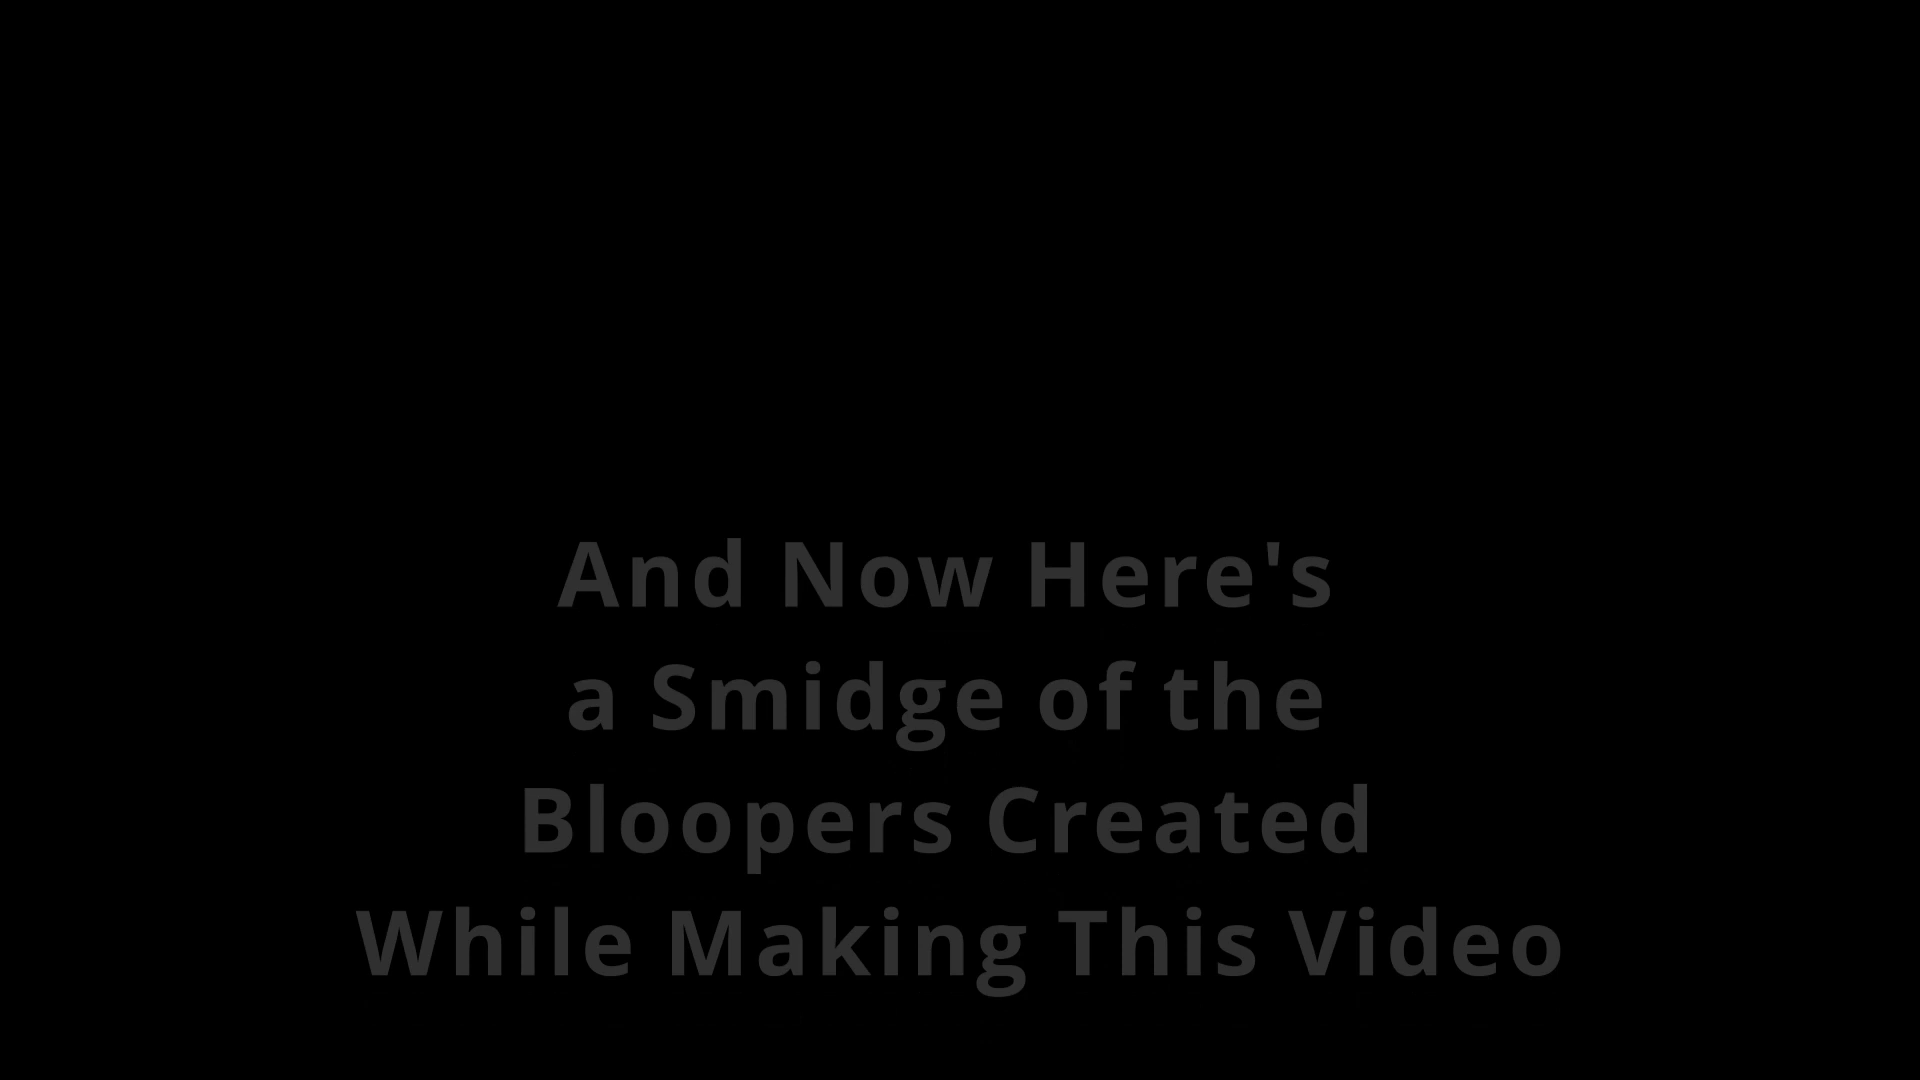 And Now Here's
a Smidge of the
Bloopers Created
While Making This Video